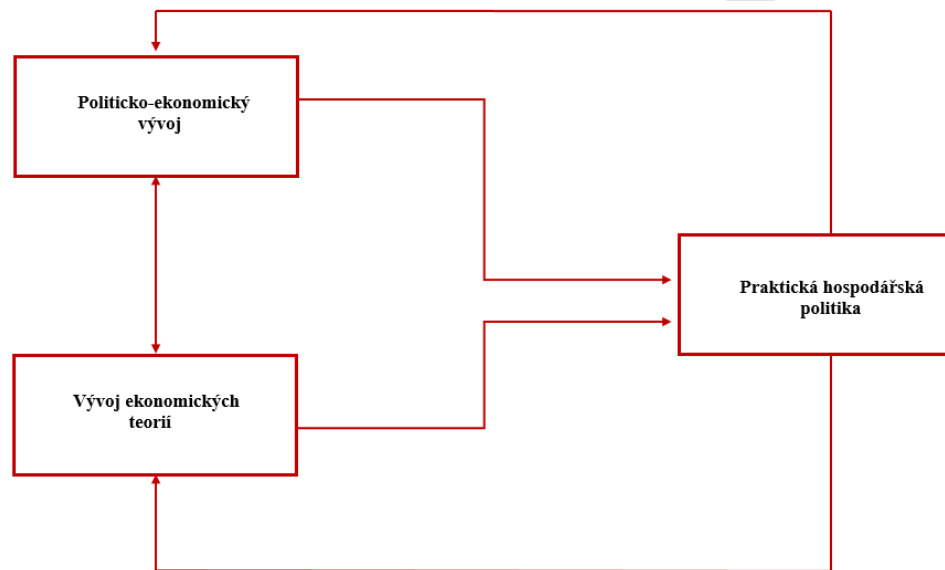 Politicko-ekonomický
vývoj
Praktická hospodářská
politika
Vývoj ekonomických
teorií